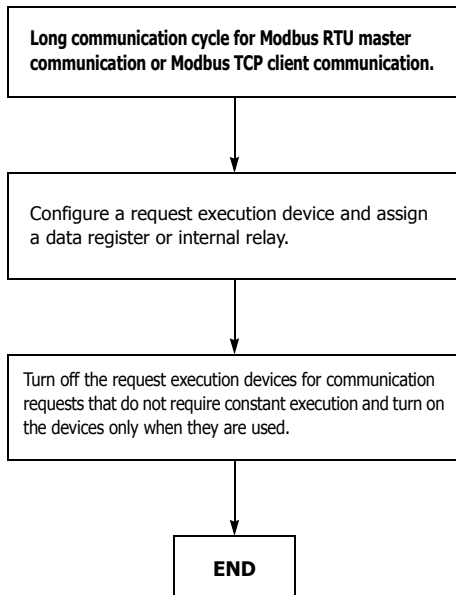 Long communication cycle for Modbus RTU master
communication or Modbus TCP client communication.
Configure a request execution device and assign
a data register or internal relay.
Turn off the request execution devices for communication
requests that do not require constant execution and turn on
the devices only when they are used.
END